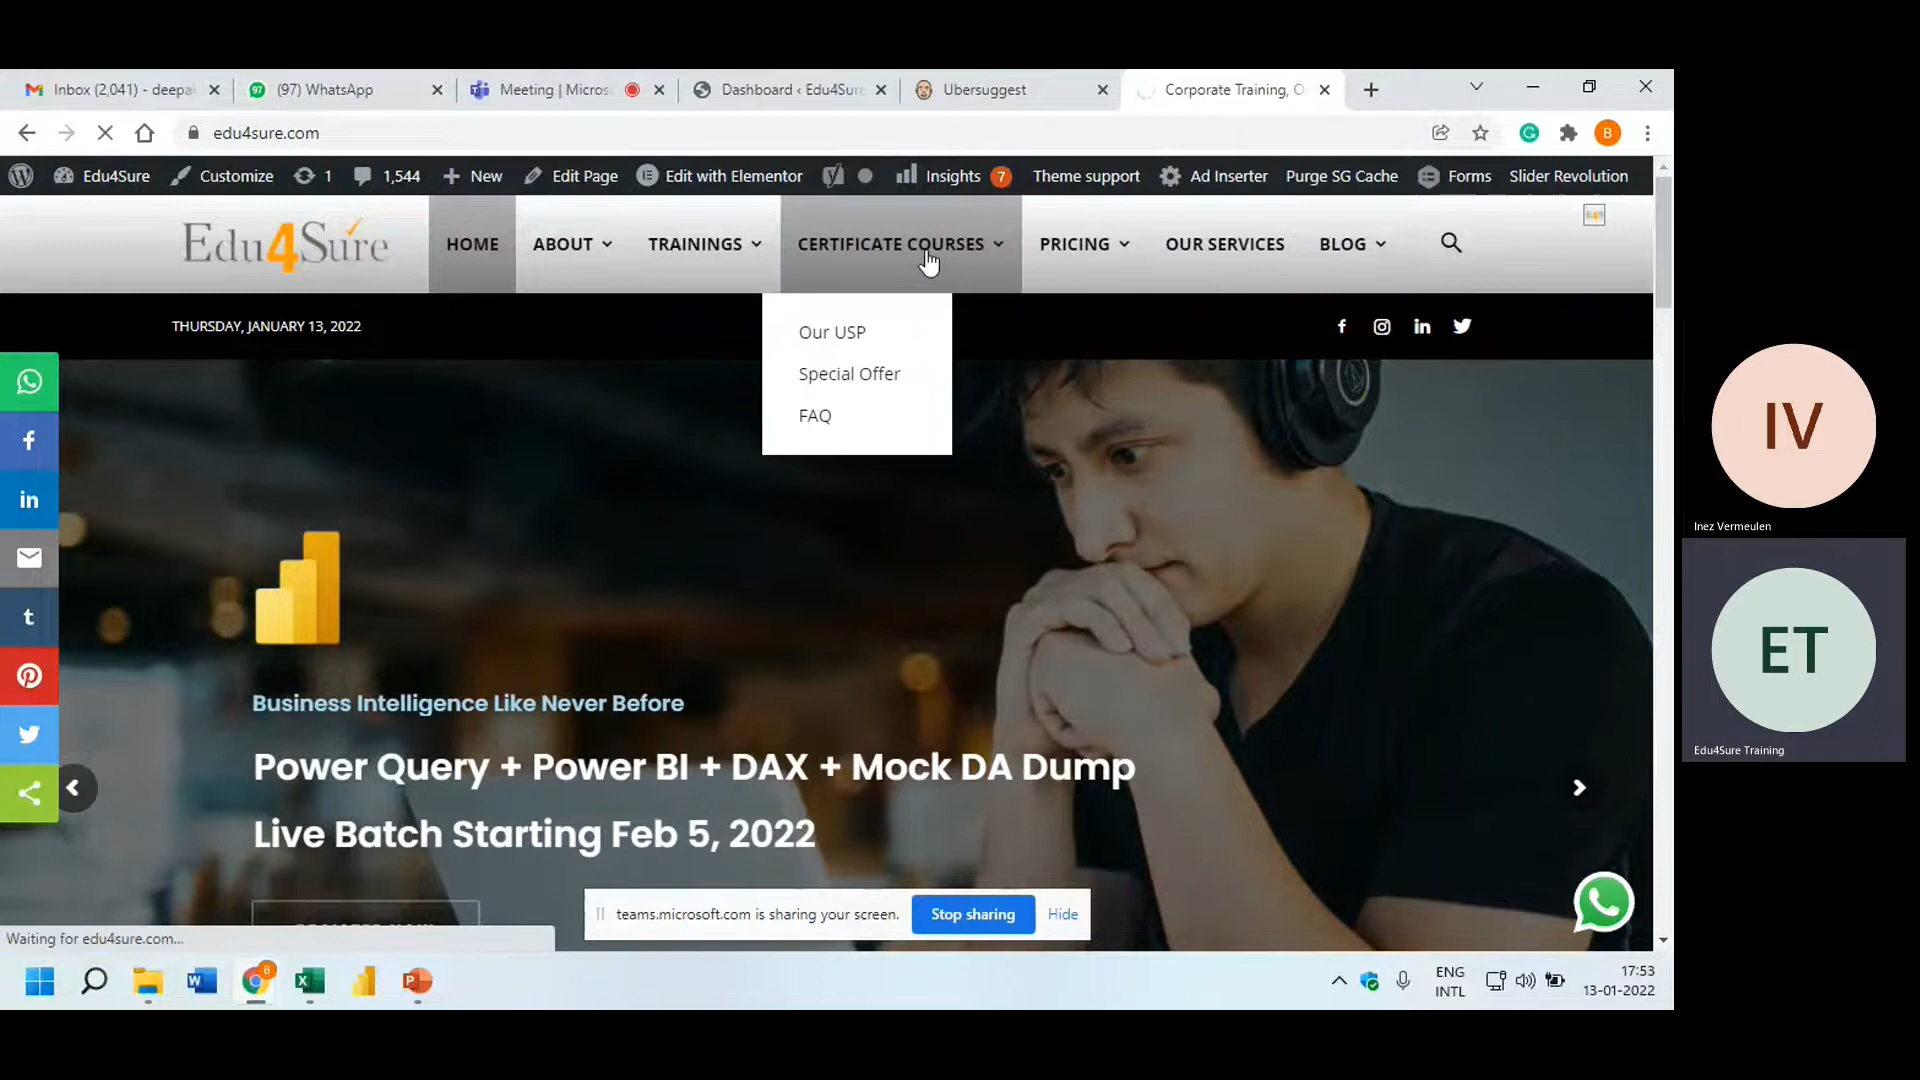 Inbox (2,041) - deepa
(97) WhatsApp
Meeting | Micros
Dashboard ‹ Edu4Sure
Ubersuggest
Corporate Training, O
edu4sure.com
B
Edu4Sure
Customize
1
1,544
New
Edit Page
Edit with Elementor
Insights 7
Theme support
Ad Inserter
Purge SG Cache
Forms
Slider Revolution
Edu4Sure
HOME
ABOUT
TRAININGS
CERTIFICATE COURSES
PRICING
OUR SERVICES
BLOG
THURSDAY, JANUARY 13, 2022
Our USP
Special Offer
FAQ
Business Intelligence Like Never Before
Power Query + Power BI + DAX + Mock DA Dump
Live Batch Starting Feb 5, 2022
teams.microsoft.com is sharing your screen.
Stop sharing
Hide
Waiting for edu4sure.com...
ENG
INTL
17:53
13-01-2022
IV
Inez Vermeulen
ET
Edu4Sure Training